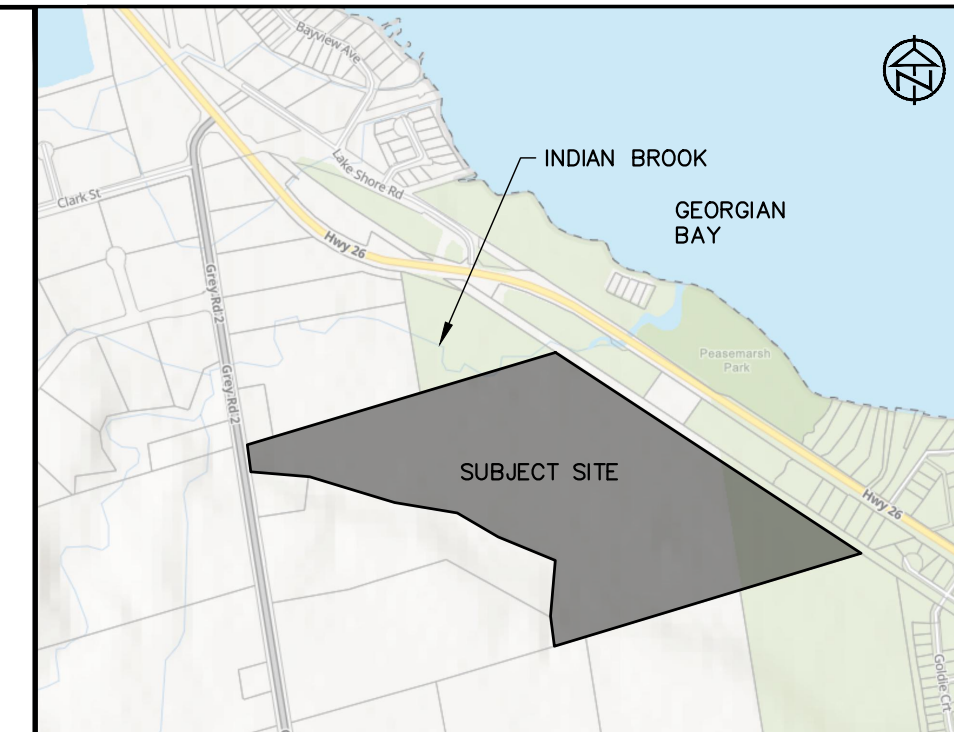 Bayview Ave
N
INDIAN BROOK
Lake Shore Rd
Clark St
GEORGIAN
BAY
Hwy 26
Grey Rd 2
Peasemarsh
Park
Grey Rd 2
SUBJECT SITE
Hwy 26
Goldie Crt